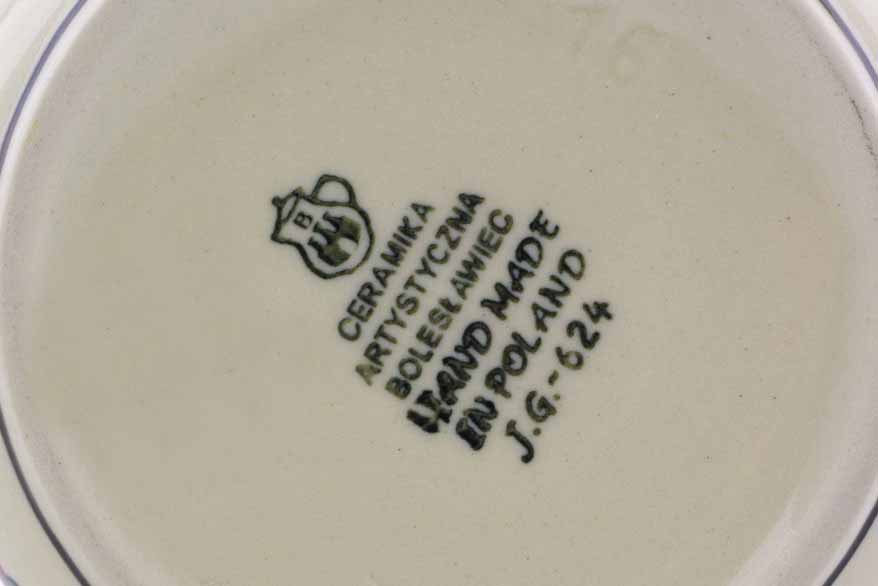 B
CERAMIKA
ARTYSTYCZNA
BOLESŁAWIEC
HAND MADE
IN POLAND
J.G.-624